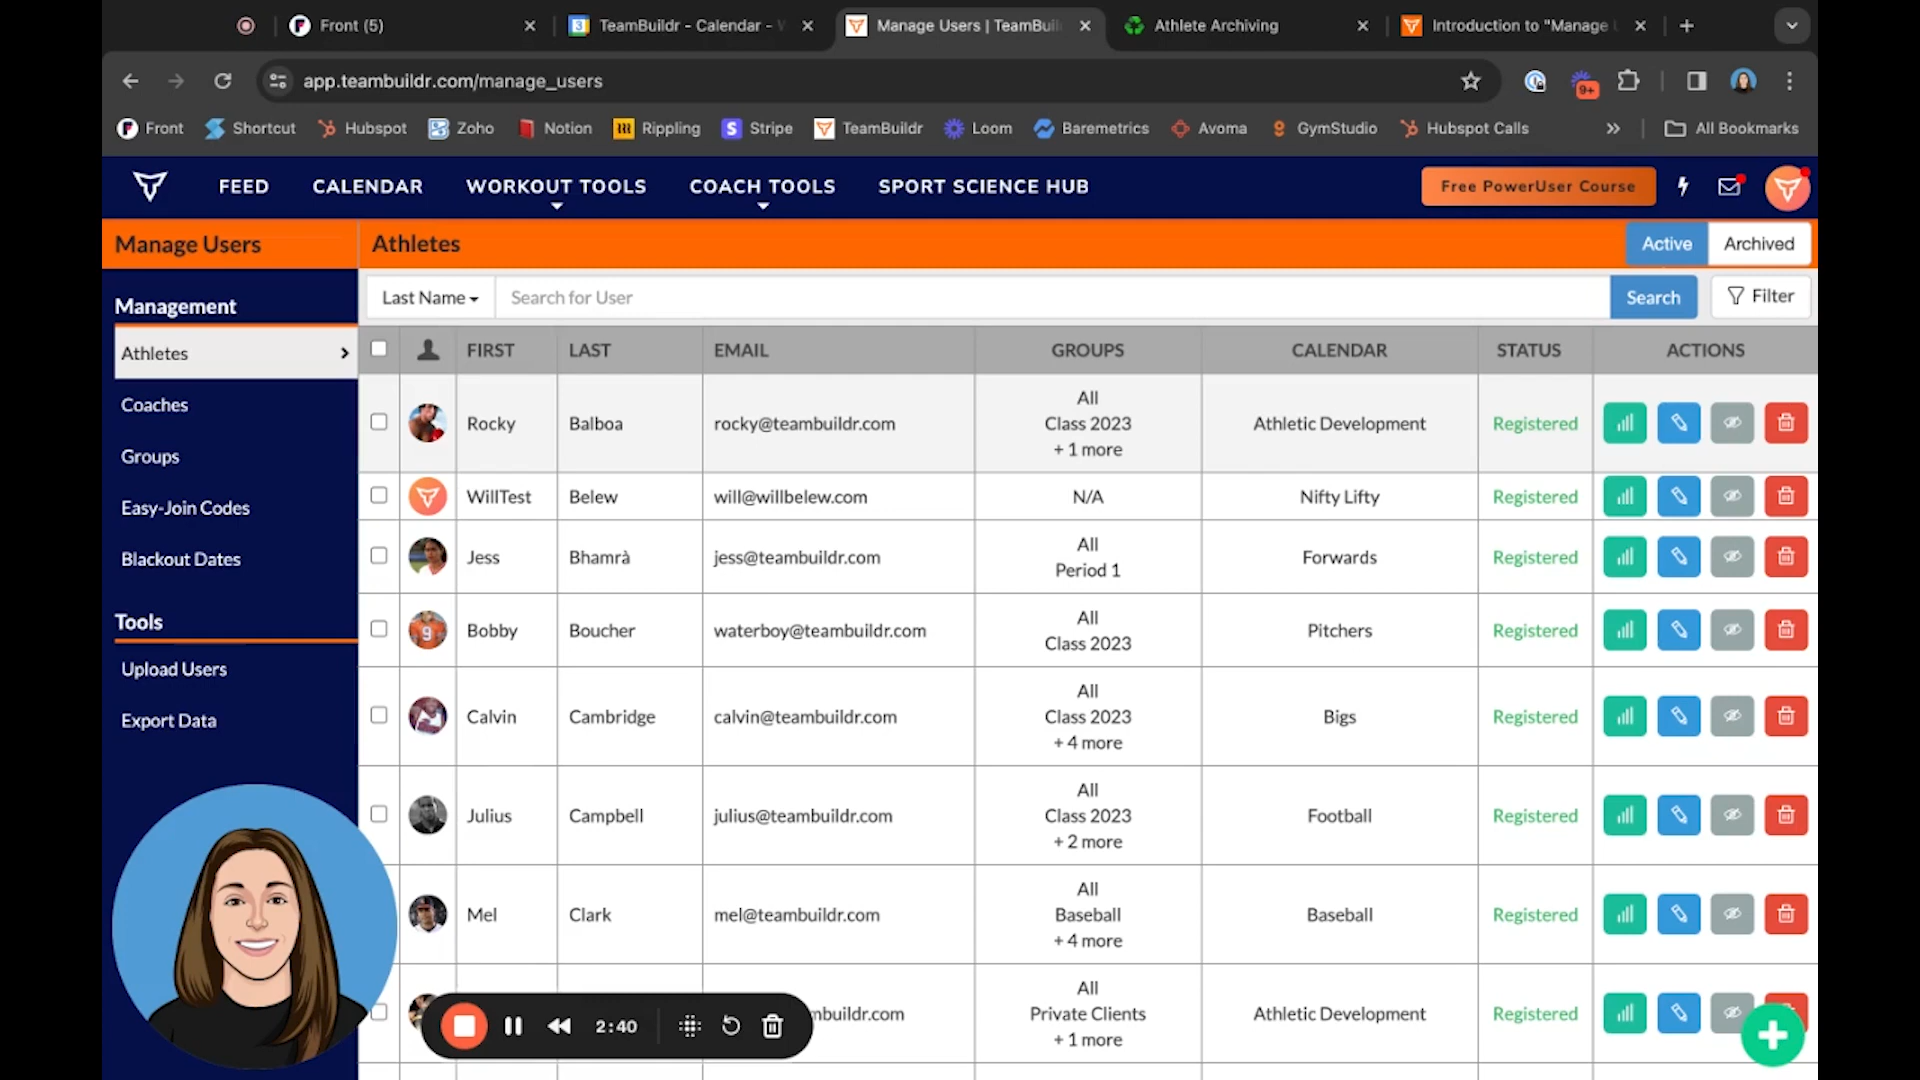 Front (5)
TeamBuildr - Calendar -
Manage Users | TeamBuil
Athlete Archiving
Introduction to "Manage
app.teambuildr.com/manage_users
9+
Front
Shortcut
Hubspot
Zoho
Notion
Rippling
Stripe
TeamBuildr
Loom
Baremetrics
Avoma
GymStudio
Hubspot Calls
All Bookmarks
FEED
CALENDAR
WORKOUT TOOLS
COACH TOOLS
SPORT SCIENCE HUB
Free PowerUser Course
Manage Users
Athletes
Active
Archived
Management
Athletes
Coaches
Groups
Easy-Join Codes
Blackout Dates
Tools
Upload Users
Export Data
Last Name
Search for User
Search
Filter
FIRST LAST EMAIL GROUPS CALENDAR STATUS ACTIONS
Rocky Balboa rocky@teambuildr.com
All
Class 2023
+ 1 more
Athletic Development Registered
WillTest Belew will@willbelew.com N/A Nifty Lifty Registered
Jess Bhamrà jess@teambuildr.com
All
Period 1
Forwards Registered
Bobby Boucher waterboy@teambuildr.com
All
Class 2023
Pitchers Registered
Calvin Cambridge calvin@teambuildr.com
All
Class 2023
+ 4 more
Bigs Registered
Julius Campbell julius@teambuildr.com
All
Class 2023
+ 2 more
Football Registered
Mel Clark mel@teambuildr.com
All
Baseball
+ 4 more
Baseball Registered
mbuildr.com
All
Private Clients
+ 1 more
Athletic Development Registered
2:40